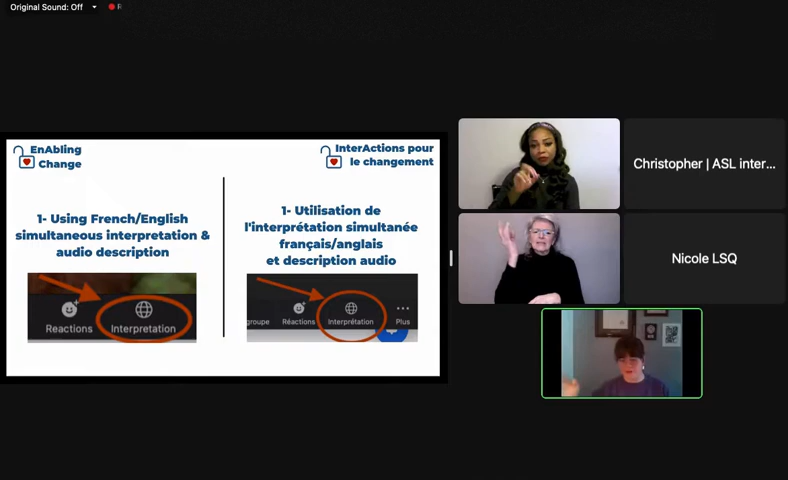 Original Sound: Off
R
EnAbling
Change
InterActions pour
le changement
1- Using French/English
simultaneous interpretation &
audio description
1- Utilisation de
l'interprétation simultanée
français/anglais
et description audio
Reactions
Interpretation
groupe
Réactions
Interprétation
Plus
Christopher | ASL inter...
Nicole LSQ